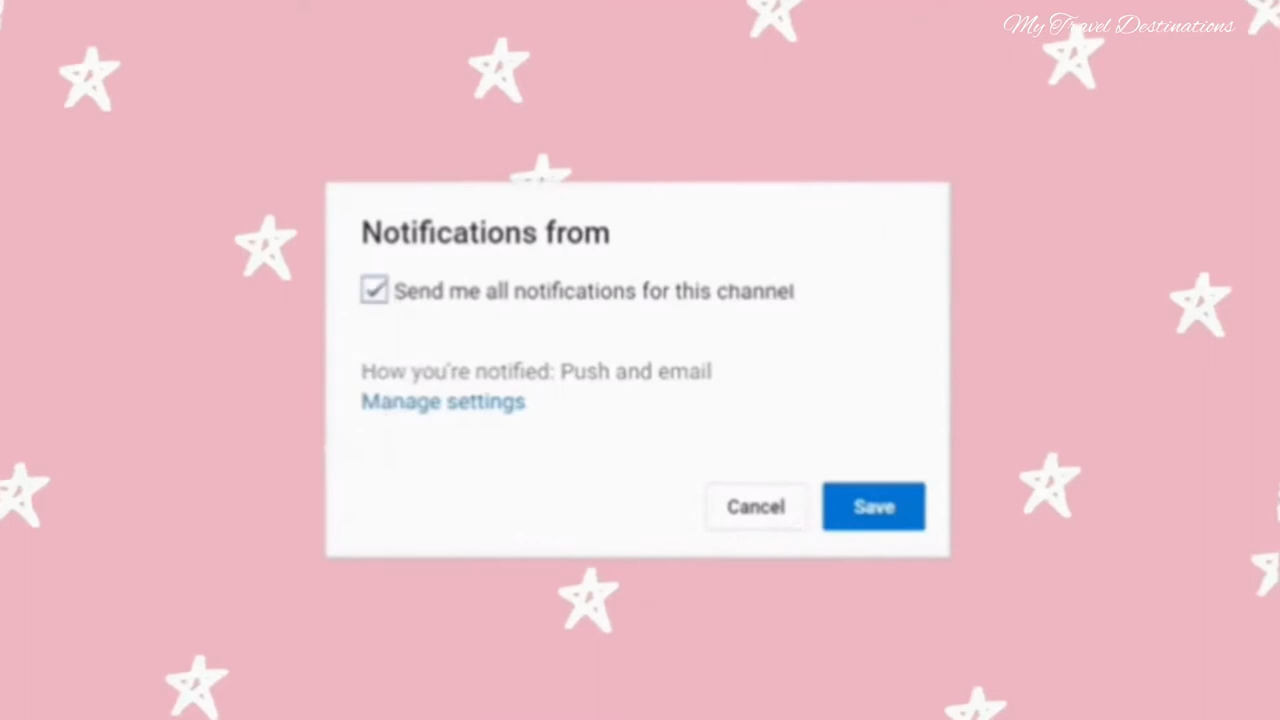 My Travel Destinations
Notifications from
Send me all notifications for this channel
How you're notified: Push and email
Manage settings
Cancel Save